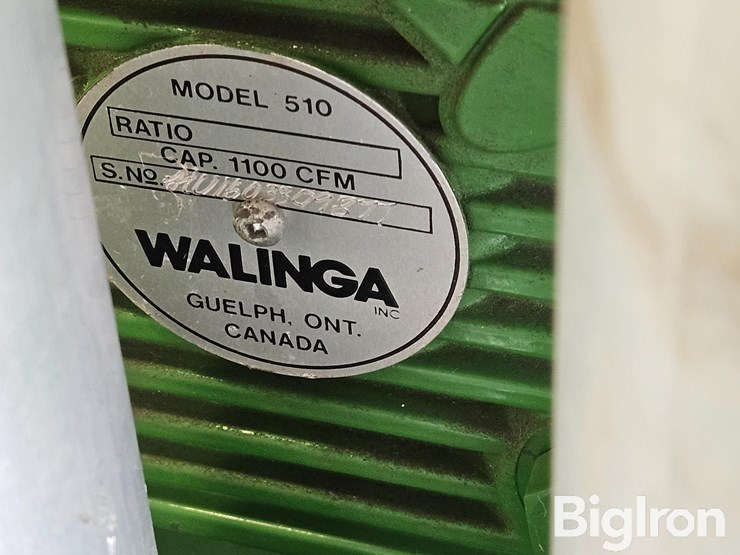 MODEL 510
RATIO
CAP. 1100 CFM
S.NO.
WALINGA
INC
GUELPH, ONT.
CANADA
BigIron